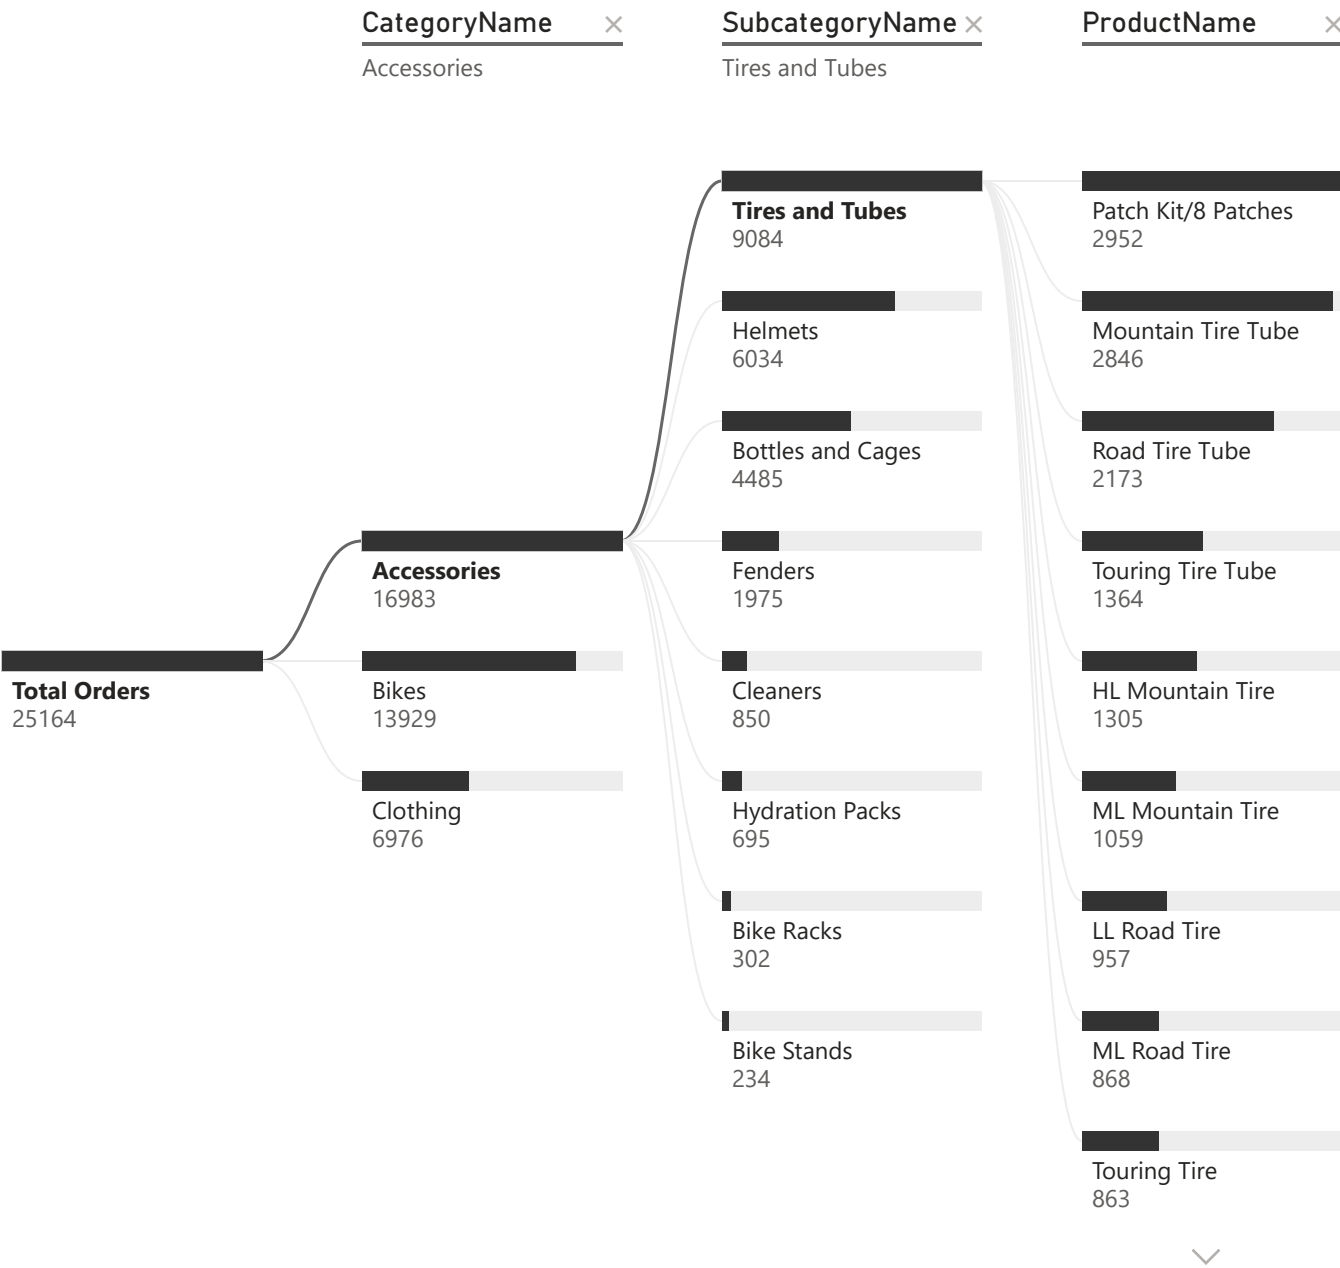 CategoryName
SubcategoryName
ProductName
Accessories
Tires and Tubes
Total Orders
25164
Accessories
16983
Bikes
13929
Clothing
6976
Tires and Tubes
9084
Helmets
6034
Bottles and Cages
4485
Fenders
1975
Cleaners
850
Hydration Packs
695
Bike Racks
302
Bike Stands
234
Patch Kit/8 Patches
2952
Mountain Tire Tube
2846
Road Tire Tube
2173
Touring Tire Tube
1364
HL Mountain Tire
1305
ML Mountain Tire
1059
LL Road Tire
957
ML Road Tire
868
Touring Tire
863